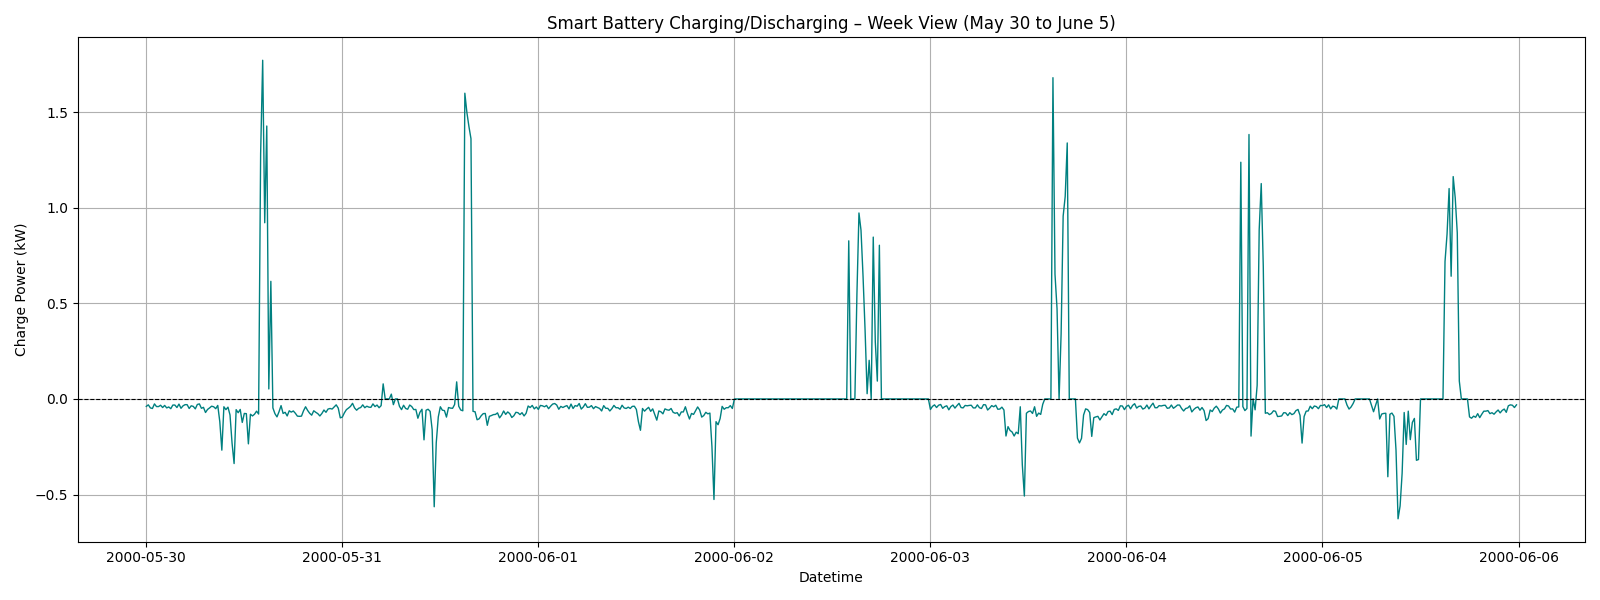 Smart Battery Charging/Discharging – Week View (May 30 to June 5)
Charge Power (kW)
1.5
1.0
0.5
0.0
−0.5
2000-05-30 2000-05-31 2000-06-01 2000-06-02 2000-06-03 2000-06-04 2000-06-05 2000-06-06
Datetime